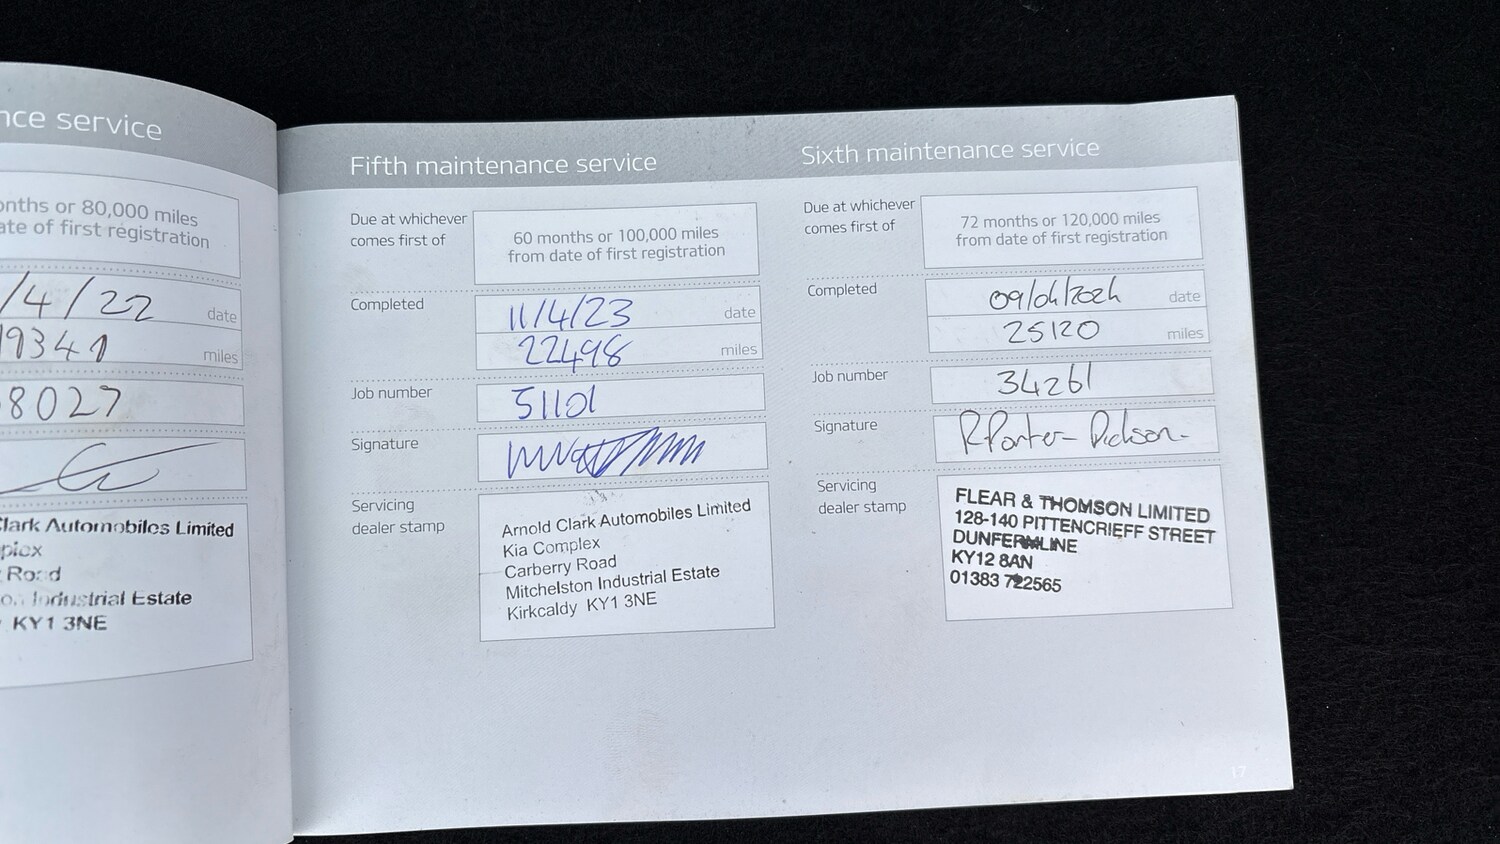 nce service
onths or 80,000 miles
ate of first registration
/4/22 date
9341 miles
8027
Clark Automobiles Limited
plex
Road
on Industrial Estate
KY1 3NE
Fifth maintenance service
Due at whichever
comes first of
60 months or 100,000 miles
from date of first registration
Completed
11/4/23 date
22498 miles
Job number
51101
Signature
Servicing
dealer stamp
Arnold Clark Automobiles Limited
Kia Complex
Carberry Road
Mitchelston Industrial Estate
Kirkcaldy KY1 3NE
Sixth maintenance service
Due at whichever
comes first of
72 months or 120,000 miles
from date of first registration
Completed
09/04/2024 date
25120 miles
Job number
34261
Signature
R Porter-Dickson-
Servicing
dealer stamp
FLEAR & THOMSON LIMITED
128-140 PITTENCRIEFF STREET
DUNFERMLINE
KY12 8AN
01383 722565
17